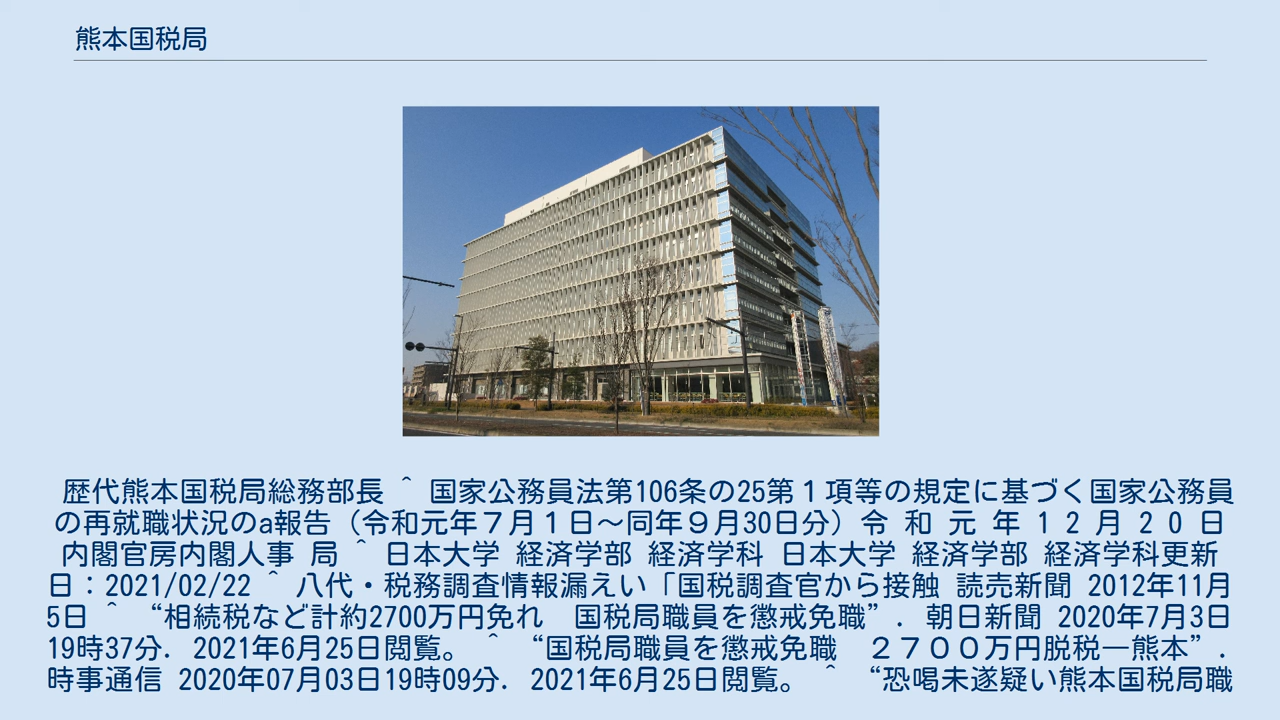 熊本国税局
歴代熊本国税局総務部長 ^ 国家公務員法第106条の25第１項等の規定に基づく国家公務員
の再就職状況のa報告（令和元年７月１日～同年９月30日分）令 和 元 年 １２ 月 ２０ 日
内閣官房内閣人事 局 ^ 日本大学 経済学部 経済学科 日本大学 経済学部 経済学科更新
日：2021/02/22 ^ 八代・税務調査情報漏えい「国税調査官から接触 読売新聞 2012年11月
5日 ^ “相続税など計約2700万円免れ　国税局職員を懲戒免職”. 朝日新聞 2020年7月3日
19時37分. 2021年6月25日閲覧。 ^ “国税局職員を懲戒免職　２７００万円脱税―熊本”.
時事通信 2020年07月03日19時09分. 2021年6月25日閲覧。 ^ “恐喝未遂疑い熊本国税局職